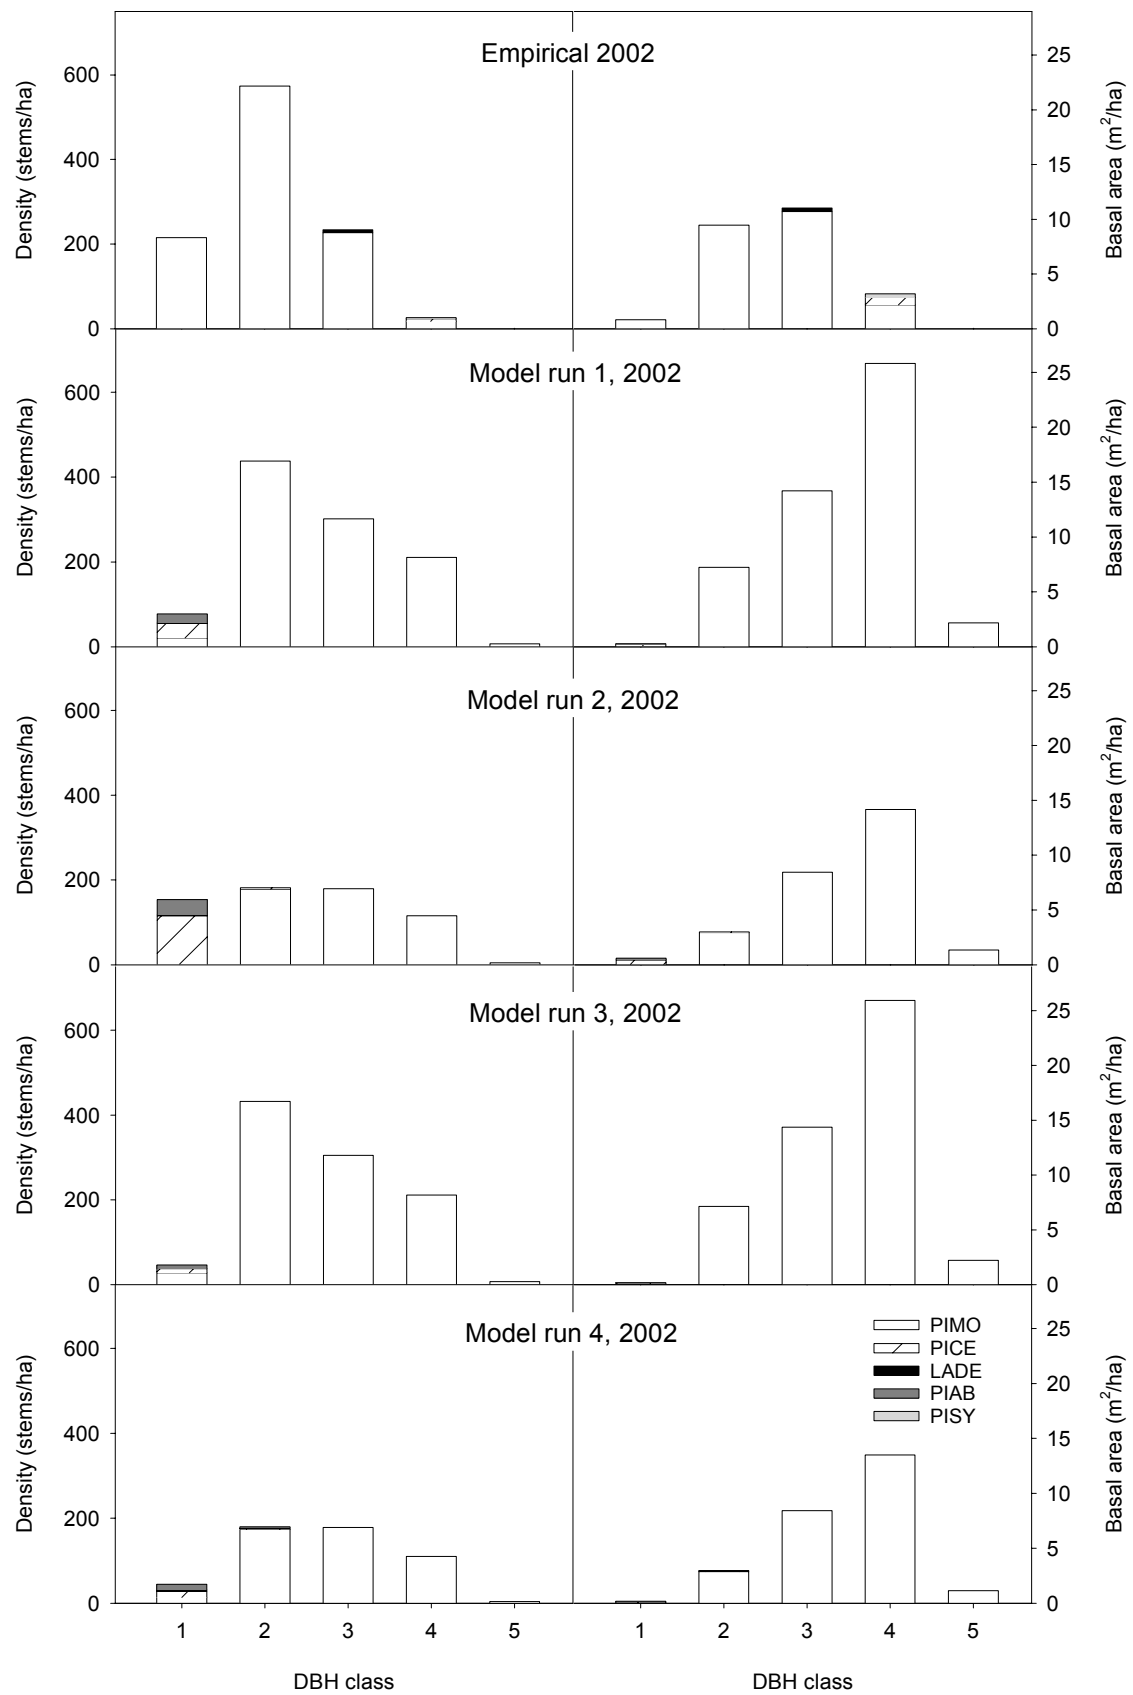 Empirical 2002
Density (stems/ha)
600
400
200
0
25
20
15
10
5
0
Basal area (m²/ha)
Model run 1, 2002
Density (stems/ha)
600
400
200
0
25
20
15
10
5
0
Basal area (m²/ha)
Model run 2, 2002
Density (stems/ha)
600
400
200
0
25
20
15
10
5
0
Basal area (m²/ha)
Model run 3, 2002
Density (stems/ha)
600
400
200
0
25
20
15
10
5
0
Basal area (m²/ha)
Model run 4, 2002
Density (stems/ha)
600
400
200
0
PIMO
PICE
LADE
PIAB
PISY
25
20
15
10
5
0
Basal area (m²/ha)
1 2 3 4 5 1 2 3 4 5
DBH class DBH class